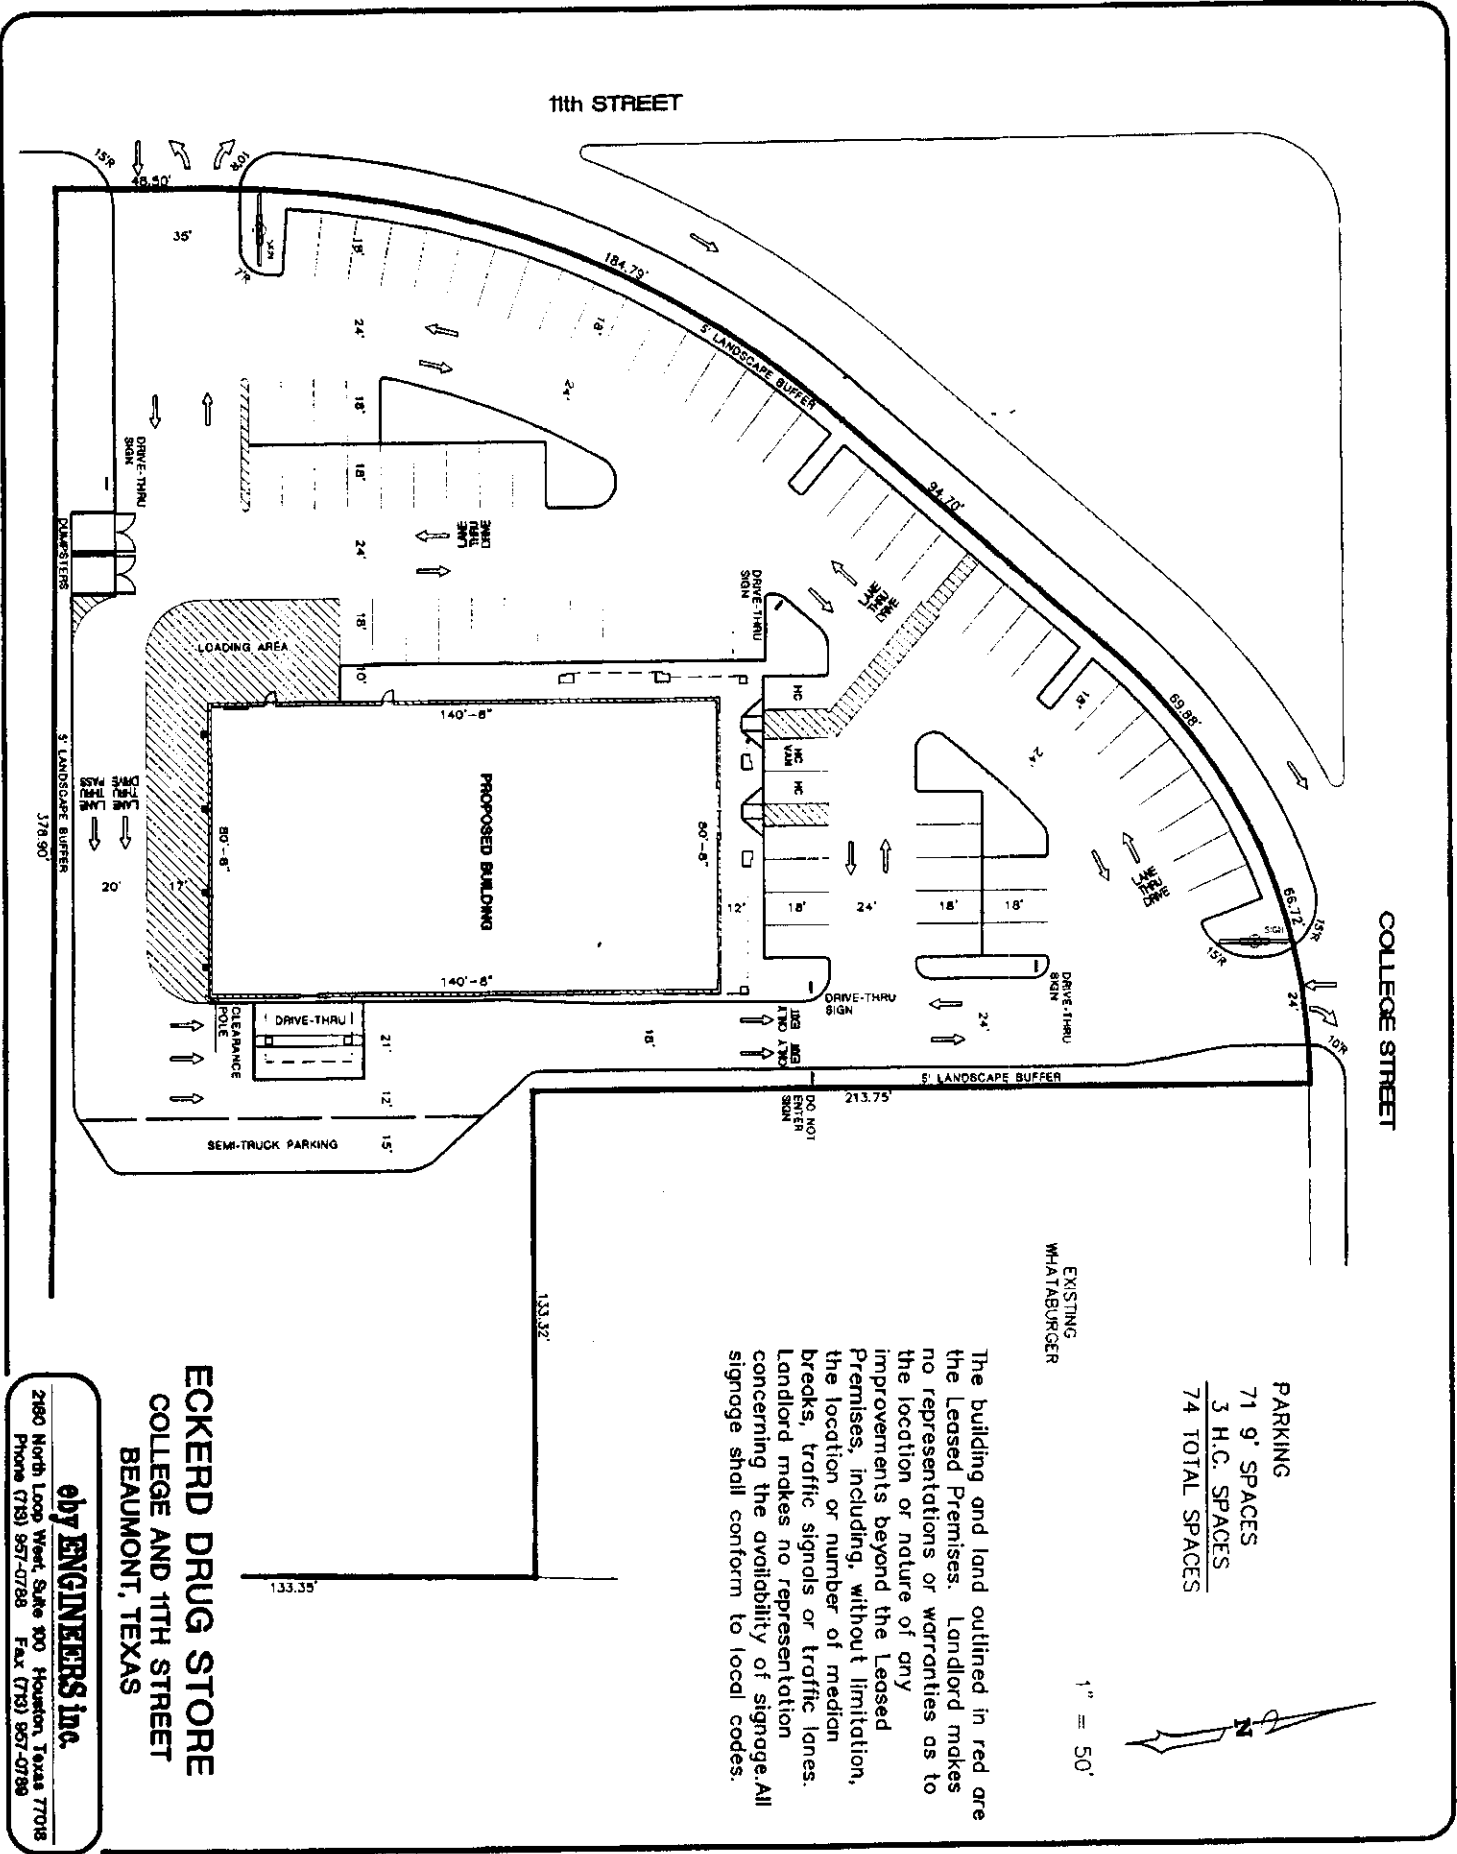 11th STREET
COLLEGE STREET
15'R
48.50'
10'R
35'
SIGN
7'R
18'
184.79'
18'
24'
5' LANDSCAPE BUFFER
24'
18'
18'
94.70'
DRIVE-THRU
SIGN
DUMPSTERS
24'
DRIVE
THRU
LANE
DRIVE-THRU
SIGN
DRIVE
THRU
LANE
18'
LOADING AREA
10'
HC
18'
69.88'
140'-8"
HC
VAN
HC
24'
5' LANDSCAPE BUFFER
378.90'
LANE
THRU
DRIVE
LANE
THRU
PASS
20'
17'
80'-8"
PROPOSED BUILDING
80'-8"
12'
18'
24'
18'
18'
DRIVE
THRU
LANE
66.72'
SIGN
15'R
15'R
140'-8"
DRIVE-THRU
SIGN
DRIVE-THRU
SIGN
24'
24'
10'R
CLEARANCE
POLE
DRIVE-THRU
21'
18'
EXIT
ONLY
EXIT
ONLY
5' LANDSCAPE BUFFER
213.75'
DO NOT
ENTER
SIGN
12'
15'
SEMI-TRUCK PARKING
133.32'
133.35'
EXISTING
WHATABURGER
PARKING
71 9' SPACES
3 H.C. SPACES
74 TOTAL SPACES
N
1" = 50'
The building and land outlined in red are
the Leased Premises. Landlord makes
no representations or warranties as to
the location or nature of any
improvements beyond the Leased
Premises, including, without limitation,
the location or number of median
breaks, traffic signals or traffic lanes.
Landlord makes no representation
concerning the availability of signage.All
signage shall conform to local codes.
ECKERD DRUG STORE
COLLEGE AND 11TH STREET
BEAUMONT, TEXAS
eby ENGINEERS inc.
2180 North Loop West, Suite 100 Houston, Texas 77018
Phone (713) 957-0788 Fax (713) 957-0789